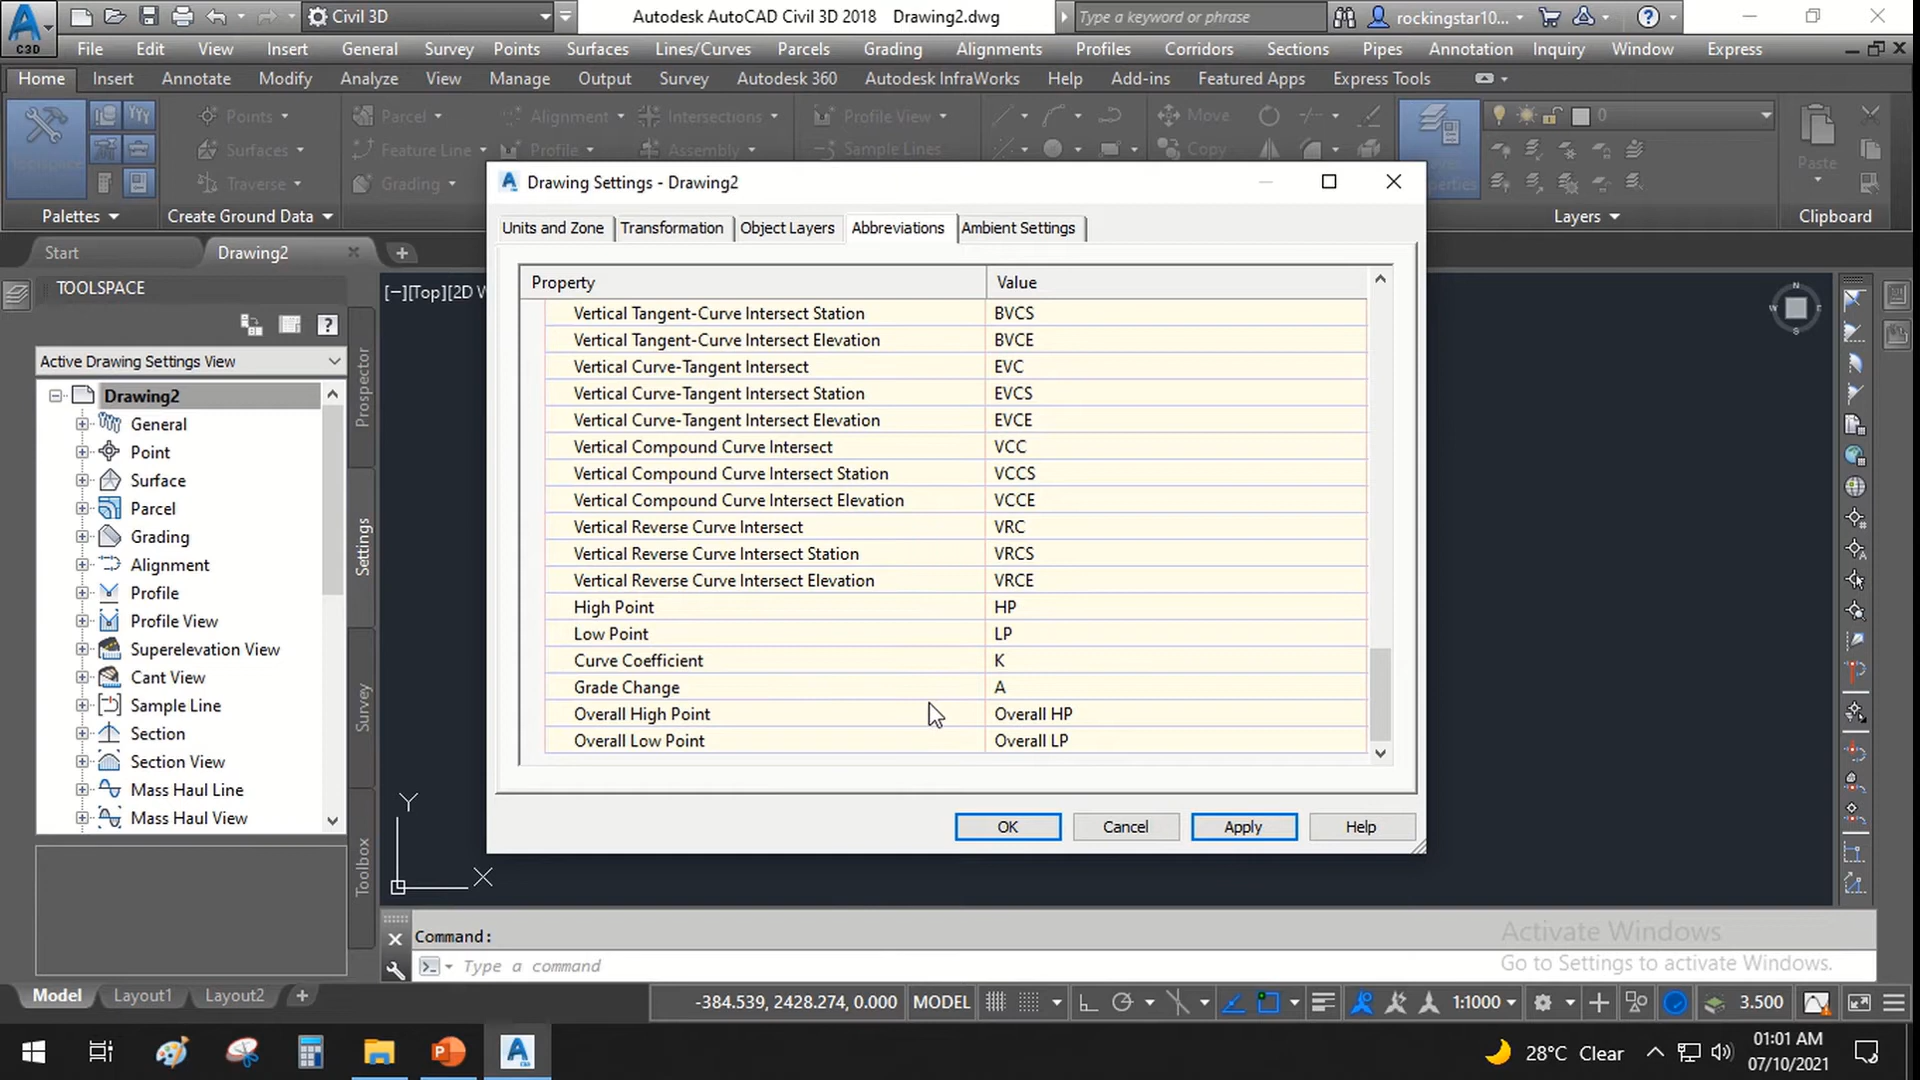 C3D
Civil 3D
Autodesk AutoCAD Civil 3D 2018 Drawing2.dwg
Type a keyword or phrase
rockingstar10...
File Edit View Insert General Survey Points Surfaces Lines/Curves Parcels Grading Alignments Profiles Corridors Sections Pipes Annotation Inquiry Window Express
Home Insert Annotate Modify Analyze View Manage Output Survey Autodesk 360 Autodesk InfraWorks Help Add-ins Featured Apps Express Tools
Points Parcel Alignment Intersections Profile View Move 0
Surfaces Feature Line Profile Assembly Sample Lines Copy Paste
Traverse Grading
Palettes Create Ground Data Layers Clipboard
Start Drawing2
Drawing Settings - Drawing2
Units and Zone Transformation Object Layers Abbreviations Ambient Settings
Property Value
Vertical Tangent-Curve Intersect Station BVCS
Vertical Tangent-Curve Intersect Elevation BVCE
Vertical Curve-Tangent Intersect EVC
Vertical Curve-Tangent Intersect Station EVCS
Vertical Curve-Tangent Intersect Elevation EVCE
Vertical Compound Curve Intersect VCC
Vertical Compound Curve Intersect Station VCCS
Vertical Compound Curve Intersect Elevation VCCE
Vertical Reverse Curve Intersect VRC
Vertical Reverse Curve Intersect Station VRCS
Vertical Reverse Curve Intersect Elevation VRCE
High Point HP
Low Point LP
Curve Coefficient K
Grade Change A
Overall High Point Overall HP
Overall Low Point Overall LP
OK Cancel Apply Help
TOOLSPACE
Active Drawing Settings View
Drawing2
General
Point
Surface
Parcel
Grading
Alignment
Profile
Profile View
Superelevation View
Cant View
Sample Line
Section
Section View
Mass Haul Line
Mass Haul View
Prospector
Settings
Survey
Toolbox
[−][Top][2D W
N
W
S
Y
X
Command:
Type a command
Activate Windows
Go to Settings to activate Windows.
Model Layout1 Layout2
-384.539, 2428.274, 0.000 MODEL 1:1000 3.500
28°C Clear
01:01 AM
07/10/2021